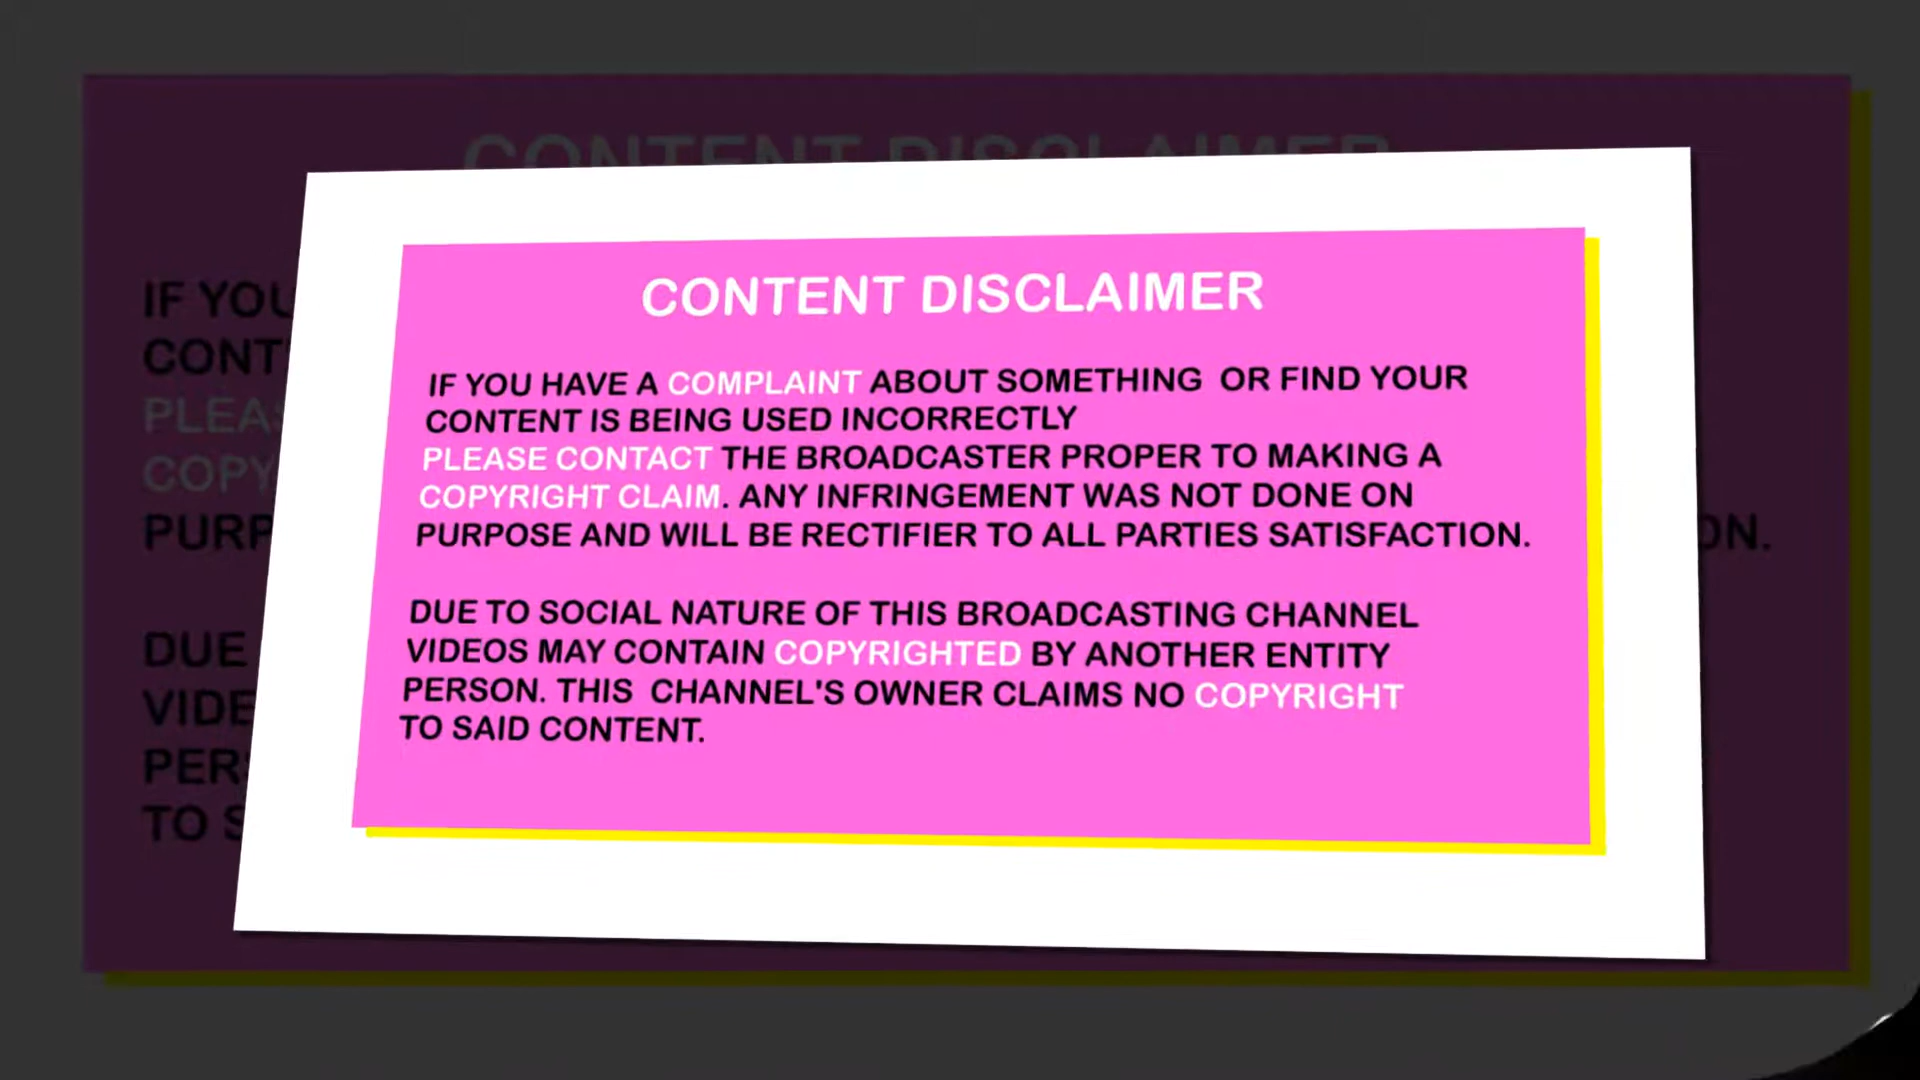 CONTENT DISCLAIMER
IF YOU HAVE A COMPLAINT ABOUT SOMETHING OR FIND YOUR
CONTENT IS BEING USED INCORRECTLY
PLEASE CONTACT THE BROADCASTER PROPER TO MAKING A
COPYRIGHT CLAIM. ANY INFRINGEMENT WAS NOT DONE ON
PURPOSE AND WILL BE RECTIFIER TO ALL PARTIES SATISFACTION.
DUE TO SOCIAL NATURE OF THIS BROADCASTING CHANNEL
VIDEOS MAY CONTAIN COPYRIGHTED BY ANOTHER ENTITY
PERSON. THIS CHANNEL'S OWNER CLAIMS NO COPYRIGHT
TO SAID CONTENT.